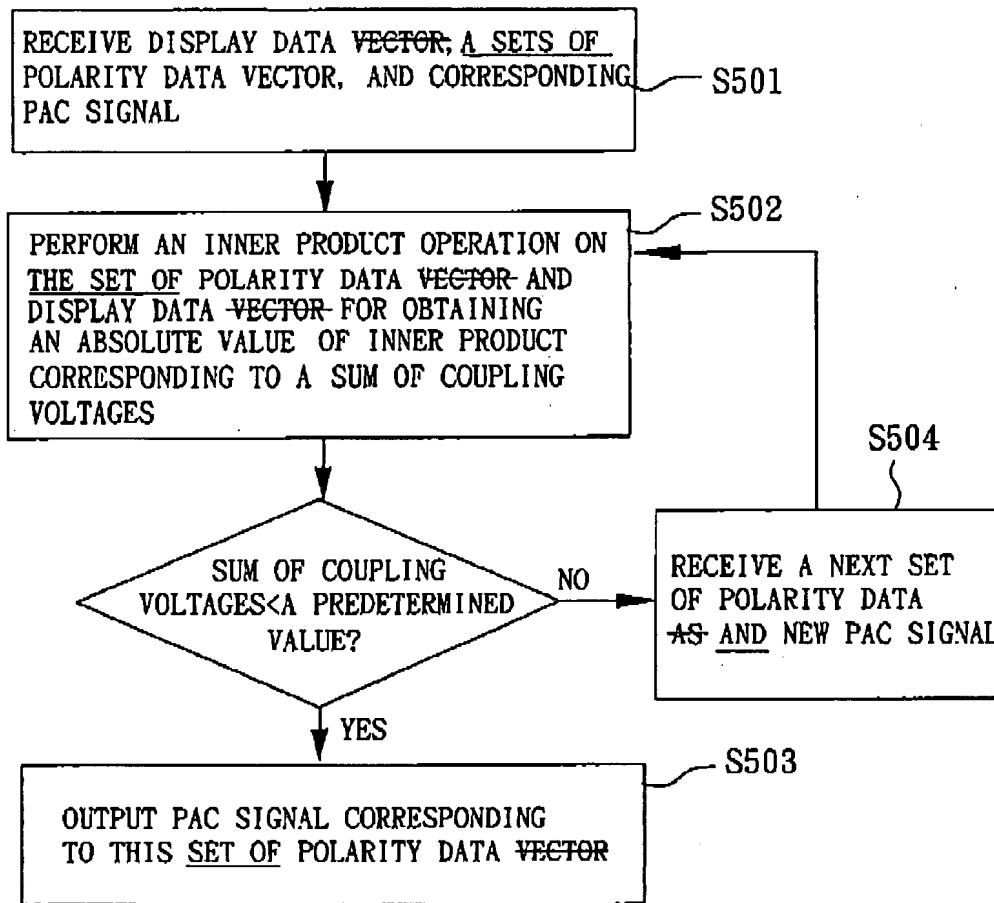 RECEIVE DISPLAY DATA VECTOR, A SETS OF
POLARITY DATA VECTOR, AND CORRESPONDING
PAC SIGNAL
S501
S502
PERFORM AN INNER PRODUCT OPERATION ON
THE SET OF POLARITY DATA VECTOR AND
DISPLAY DATA VECTOR FOR OBTAINING
AN ABSOLUTE VALUE OF INNER PRODUCT
CORRESPONDING TO A SUM OF COUPLING
VOLTAGES
S504
SUM OF COUPLING
VOLTAGES<A PREDETERMINED
VALUE?
NO
RECEIVE A NEXT SET
OF POLARITY DATA
AS AND NEW PAC SIGNAL
YES
S503
OUTPUT PAC SIGNAL CORRESPONDING
TO THIS SET OF POLARITY DATA VECTOR